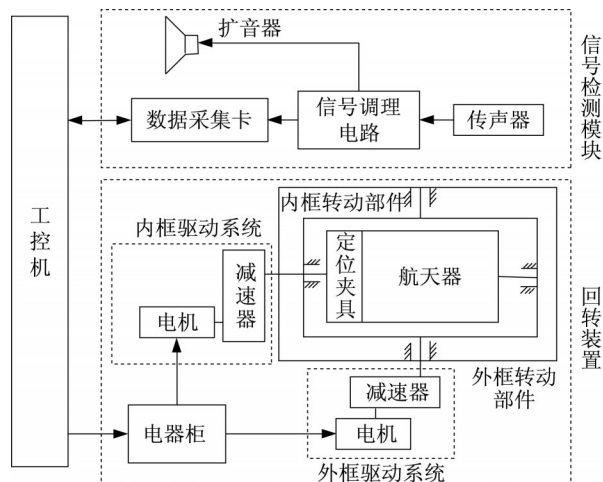 扩音器
信号检测模块
数据采集卡
信号调理
电路
传声器
工控机
内框转动部件
内框驱动系统
减速器
定位夹具
航天器
电机
回转装置
外框转动
部件
减速器
电器柜
电机
外框驱动系统